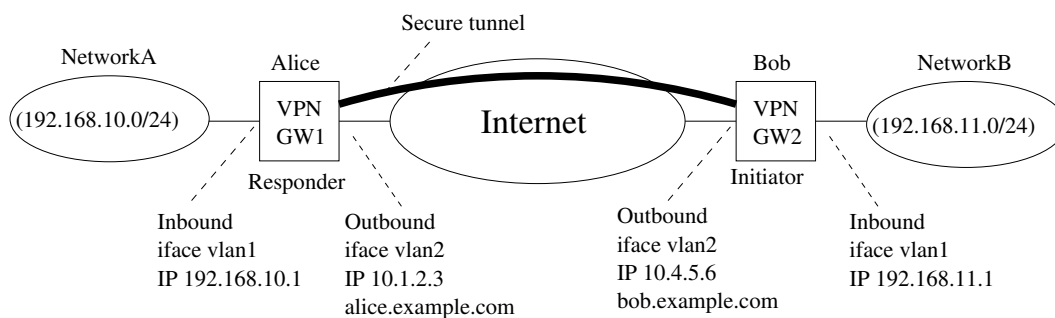 Secure tunnel
NetworkA
Alice
Bob
NetworkB
(192.168.10.0/24)
VPN
GW1
Internet
VPN
GW2
(192.168.11.0/24)
Responder
Initiator
Inbound
iface vlan1
IP 192.168.10.1
Outbound
iface vlan2
IP 10.1.2.3
alice.example.com
Outbound
iface vlan2
IP 10.4.5.6
bob.example.com
Inbound
iface vlan1
IP 192.168.11.1